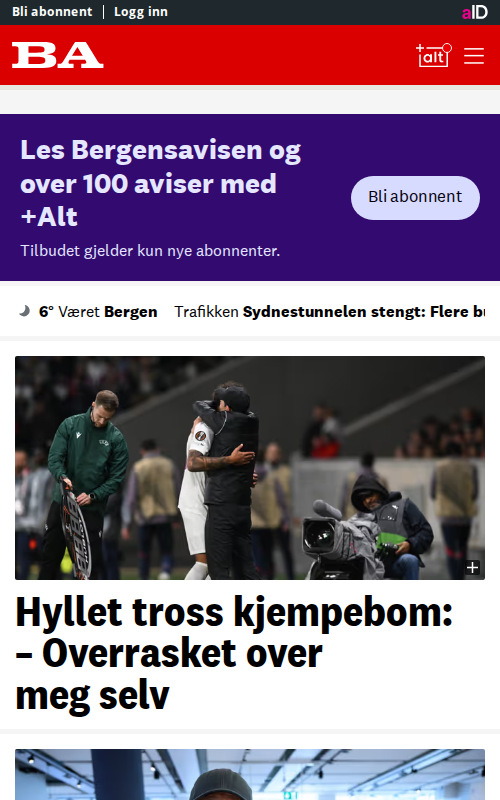 Bli abonnent | Logg inn
aID
BA
+alt
Les Bergensavisen og
over 100 aviser med
+Alt
Bli abonnent
Tilbudet gjelder kun nye abonnenter.
6° Været Bergen Trafikken Sydnestunnelen stengt: Flere
Hyllet tross kjempebom:
– Overrasket over
meg selv